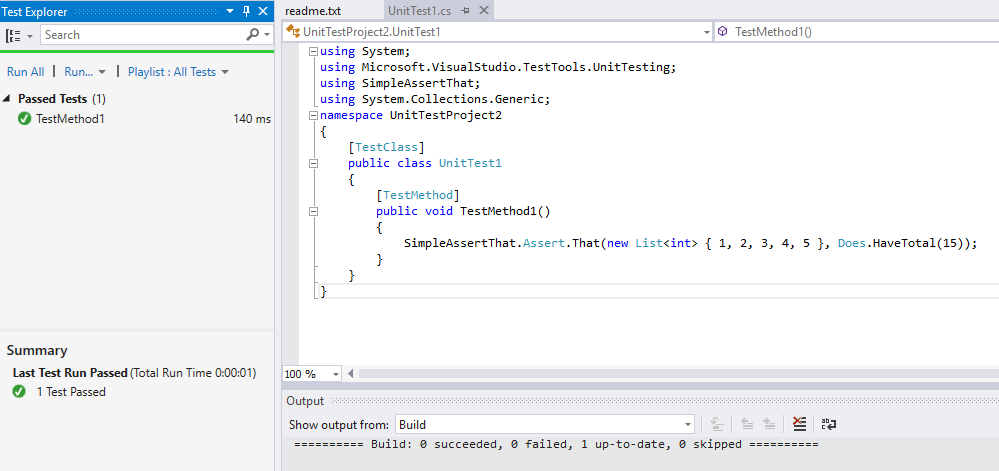 Test Explorer
Search
Run All | Run... | Playlist : All Tests
Passed Tests (1)
TestMethod1 140 ms
Summary
Last Test Run Passed (Total Run Time 0:00:01)
1 Test Passed
readme.txt UnitTest1.cs
UnitTestProject2.UnitTest1 TestMethod1()
using System;
using Microsoft.VisualStudio.TestTools.UnitTesting;
using SimpleAssertThat;
using System.Collections.Generic;
namespace UnitTestProject2
{
[TestClass]
public class UnitTest1
{
[TestMethod]
public void TestMethod1()
{
SimpleAssertThat.Assert.That(new List<int> { 1, 2, 3, 4, 5 }, Does.HaveTotal(15));
}
}
}
100 %
Output
Show output from: Build
========== Build: 0 succeeded, 0 failed, 1 up-to-date, 0 skipped ==========